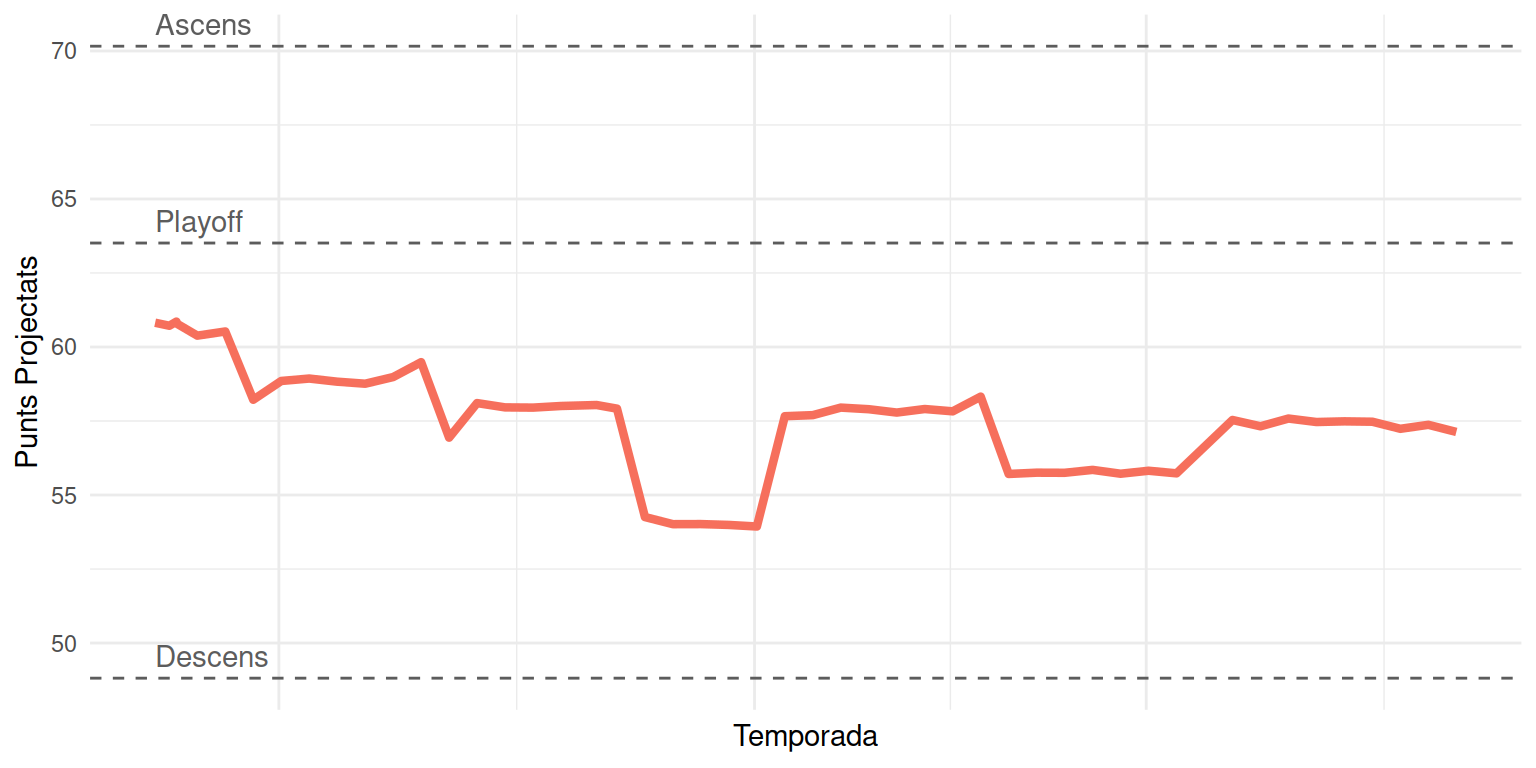 Ascens
70
65
Playoff
60
55
50
Descens
Punts Projectats
Temporada